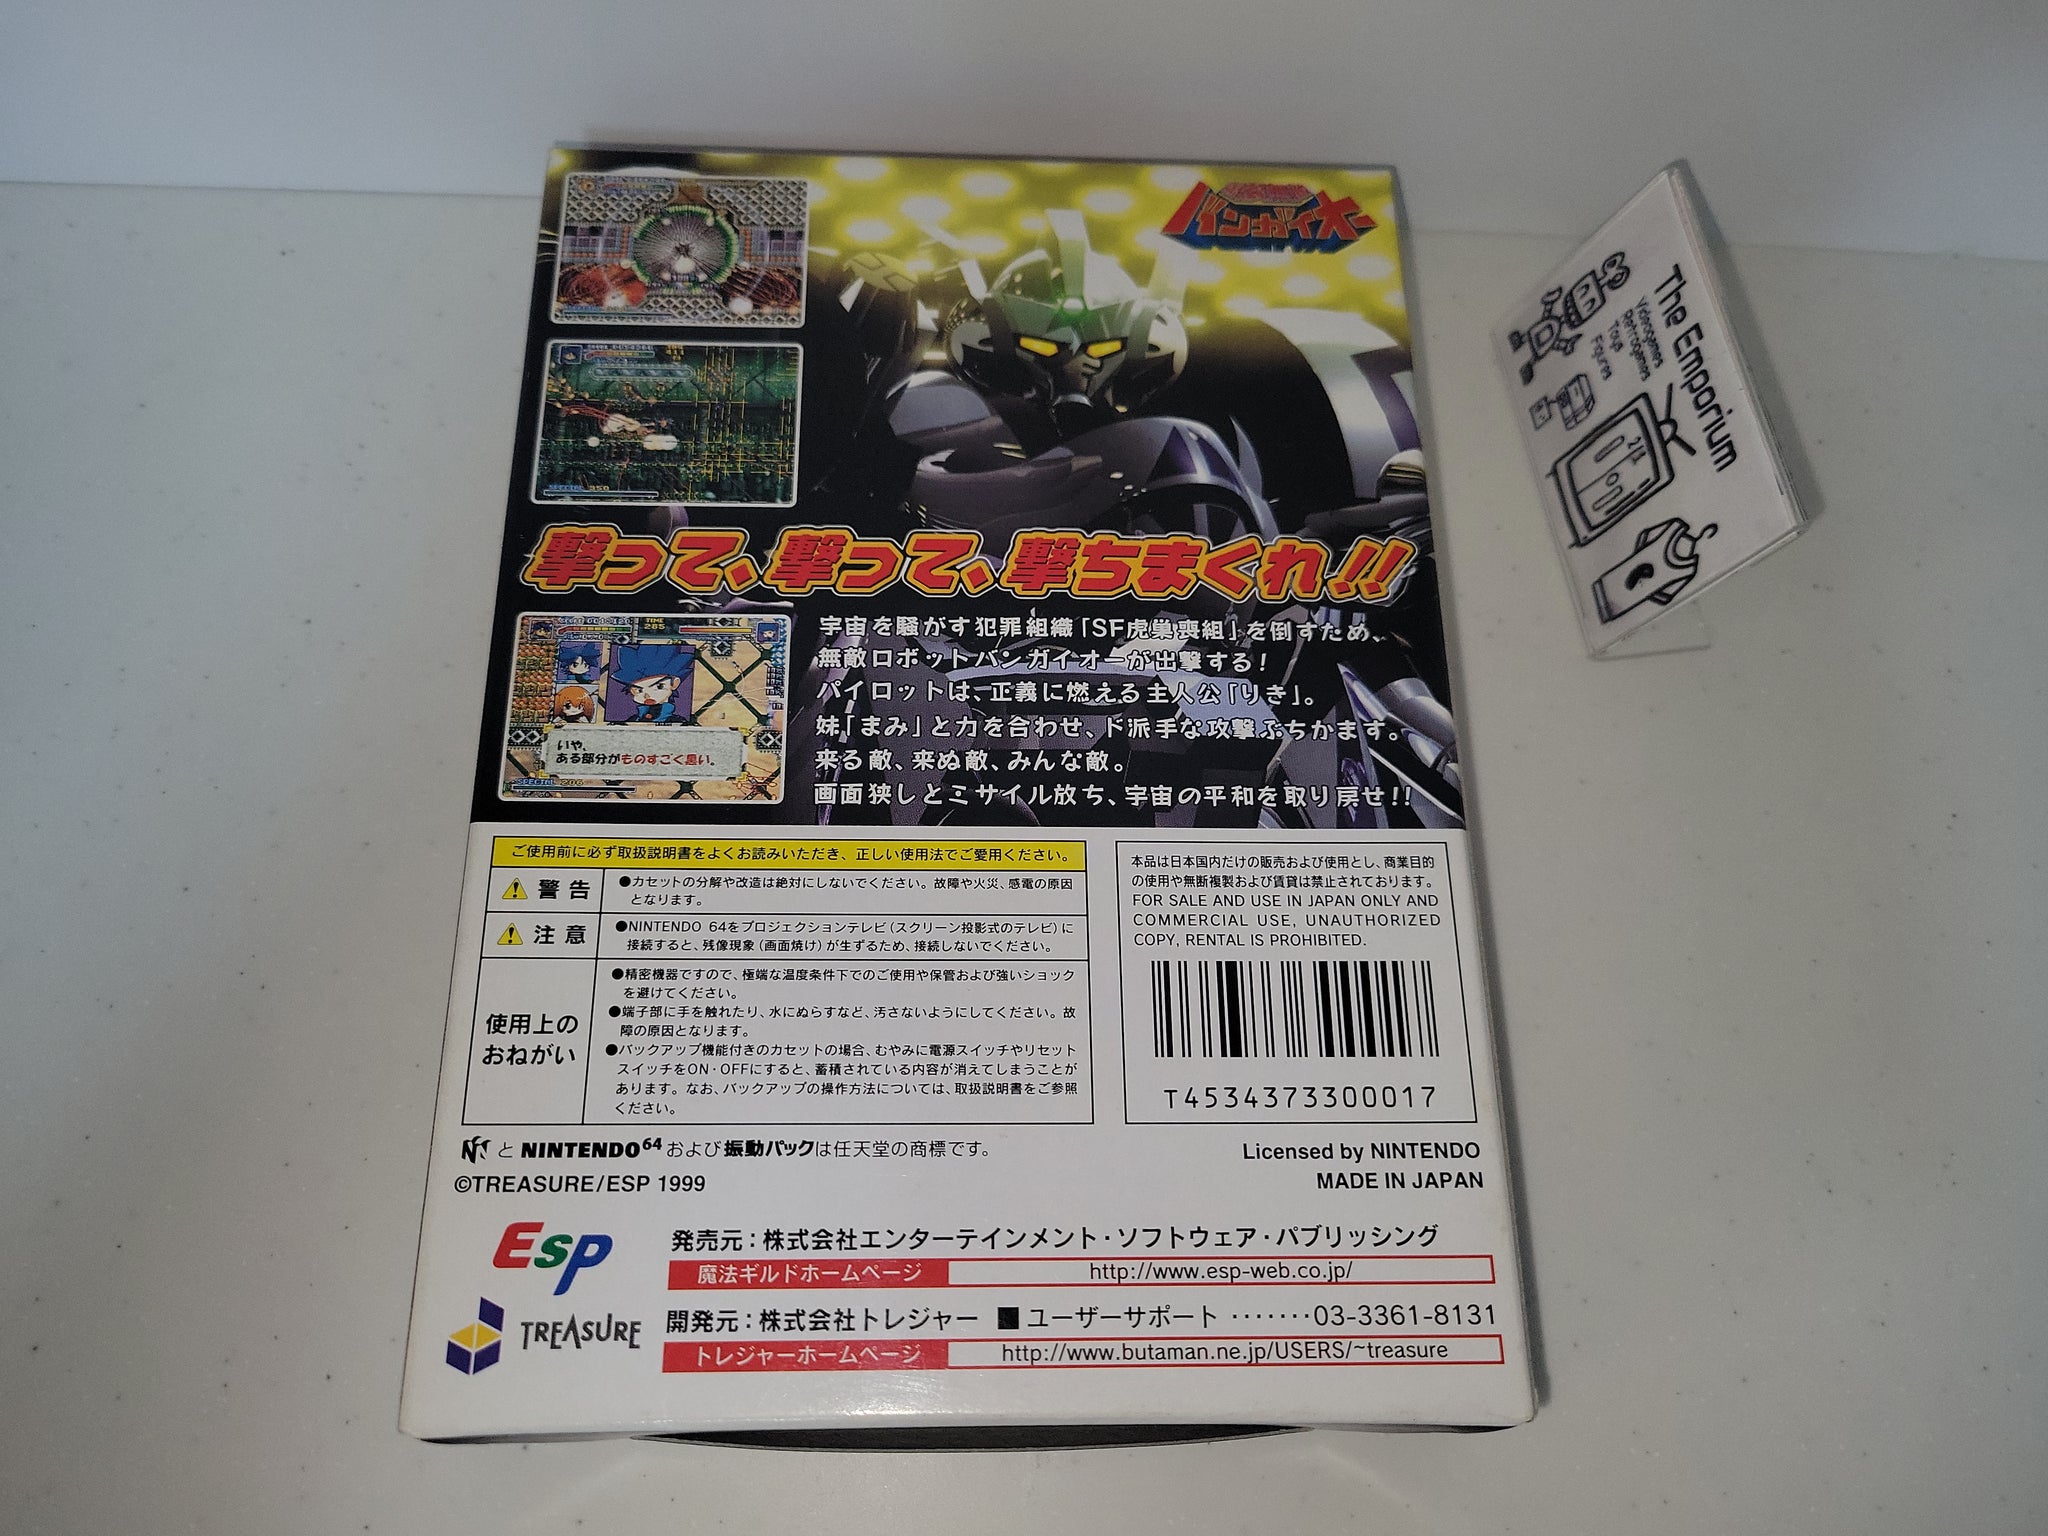 バンガイオー
撃って、撃って、撃ちまくれ!!
宇宙を騒がす犯罪組織「SF虎巣喪組」を倒すため、
無敵ロボットバンガイオーが出撃する!
パイロットは、正義に燃える主人公「りき」。
妹「まみ」と力を合わせ、ド派手な攻撃ぶちかます。
来る敵、来ぬ敵、みんな敵。
画面狭しとミサイル放ち、宇宙の平和を取り戻せ!!
SPECIAL 350
TIME
285
いや、
ある部分がものすごく黒い。
SPECIAL 206
ご使用前に必ず取扱説明書をよくお読みいただき、正しい使用法でご愛用ください。
警告
●カセットの分解や改造は絶対にしないでください。故障や火災、感電の原因
となります。
注意
●NINTENDO 64をプロジェクションテレビ(スクリーン投影式のテレビ)に
接続すると、残像現象(画面焼け)が生ずるため、接続しないでください。
使用上の
おねがい
●精密機器ですので、極端な温度条件下でのご使用や保管および強いショック
を避けてください。
●端子部に手を触れたり、水にぬらすなど、汚さないようにしてください。故
障の原因となります。
●バックアップ機能付きのカセットの場合、むやみに電源スイッチやリセット
スイッチをON・OFFにすると、蓄積されている内容が消えてしまうことが
あります。なお、バックアップの操作方法については、取扱説明書をご参照
ください。
本品は日本国内だけの販売および使用とし、商業目的
の使用や無断複製および賃貸は禁止されております。
FOR SALE AND USE IN JAPAN ONLY AND
COMMERCIAL USE, UNAUTHORIZED
COPY, RENTAL IS PROHIBITED.
T4534373300017
と NINTENDO64 および振動パックは任天堂の商標です。
©TREASURE/ESP 1999
Licensed by NINTENDO
MADE IN JAPAN
Esp
発売元:株式会社エンターテインメント・ソフトウェア・パブリッシング
魔法ギルドホームページ http://www.esp-web.co.jp/
TREASURE
開発元:株式会社トレジャー ■ユーザーサポート ‥‥‥‥03-3361-8131
トレジャーホームページ http://www.butaman.ne.jp/USERS/~treasure
The Emporium
Videogames
Retrogames
Toys
Figures